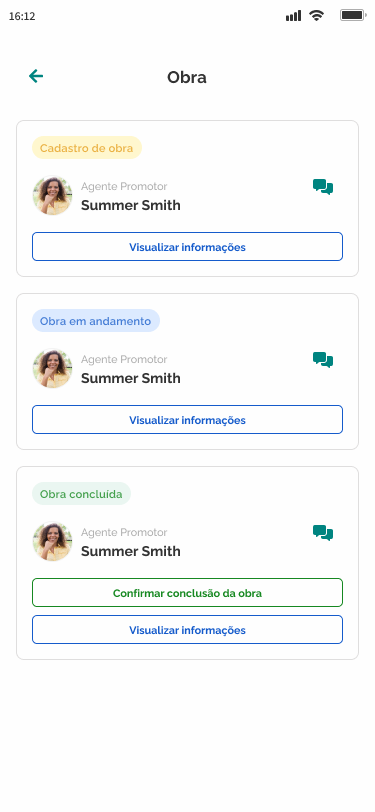 16:12
Obra
Cadastro de obra
Agente Promotor
Summer Smith
Visualizar informações
Obra em andamento
Agente Promotor
Summer Smith
Visualizar informações
Obra concluída
Agente Promotor
Summer Smith
Confirmar conclusão da obra
Visualizar informações